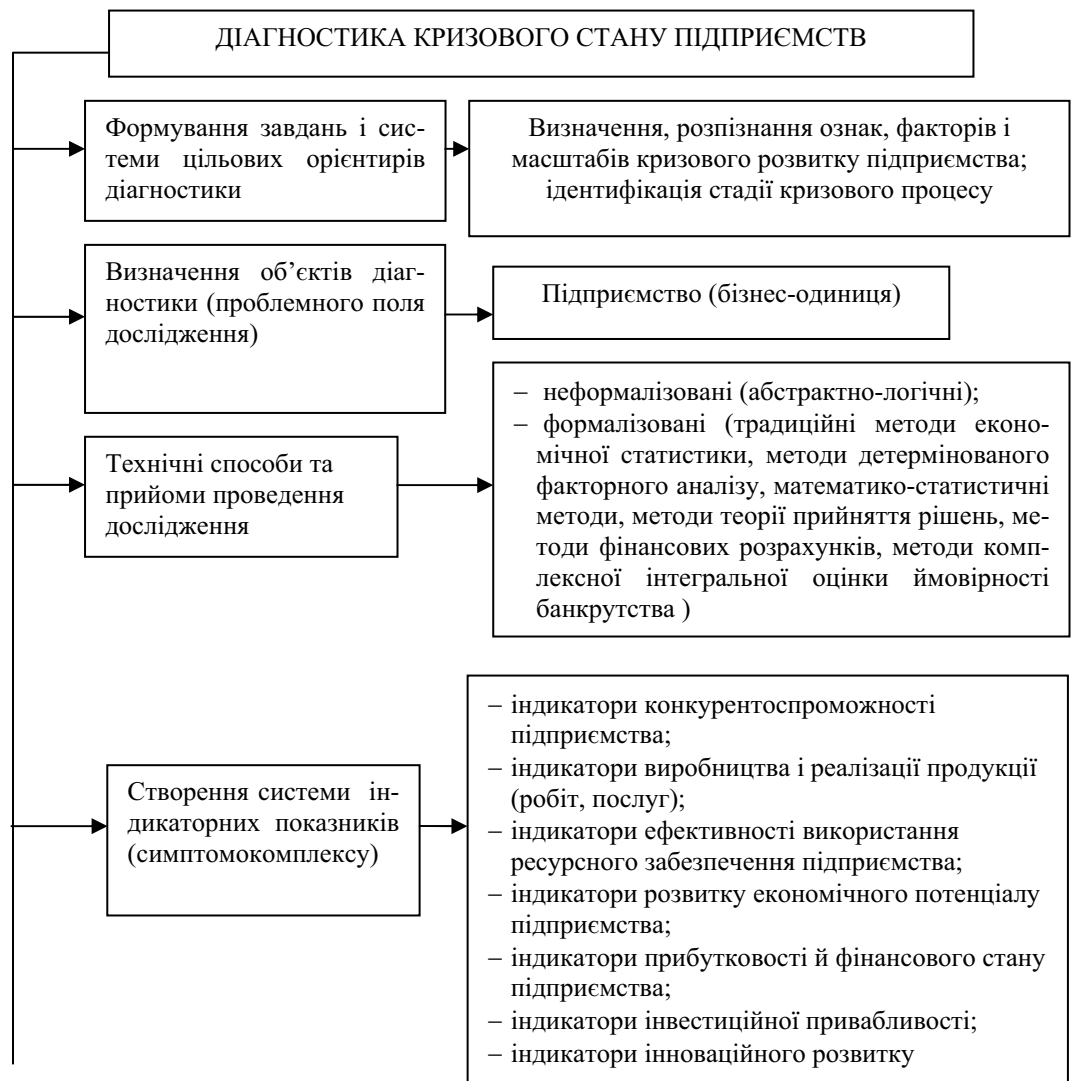 ДІАГНОСТИКА КРИЗОВОГО СТАНУ ПІДПРИЄМСТВ
Формування завдань і сис-
теми цільових орієнтирів
діагностики
Визначення, розпізнання ознак, факторів і
масштабів кризового розвитку підприємства;
ідентифікація стадії кризового процесу
Визначення об’єктів діаг-
ностики (проблемного поля
дослідження)
Підприємство (бізнес-одиниця)
Технічні способи та
прийоми проведення
дослідження
– неформалізовані (абстрактно-логічні);
– формалізовані (традиційні методи еконо-
мічної статистики, методи детермінованого
факторного аналізу, математико-статистичні
методи, методи теорії прийняття рішень, ме-
тоди фінансових розрахунків, методи комп-
лексної інтегральної оцінки ймовірності
банкрутства )
Створення системи ін-
дикаторних показників
(симптомокомплексу)
– індикатори конкурентоспроможності
підприємства;
– індикатори виробництва і реалізації продукції
(робіт, послуг);
– індикатори ефективності використання
ресурсного забезпечення підприємства;
– індикатори розвитку економічного потенціалу
підприємства;
– індикатори прибутковості й фінансового стану
підприємства;
– індикатори інвестиційної привабливості;
– індикатори інноваційного розвитку